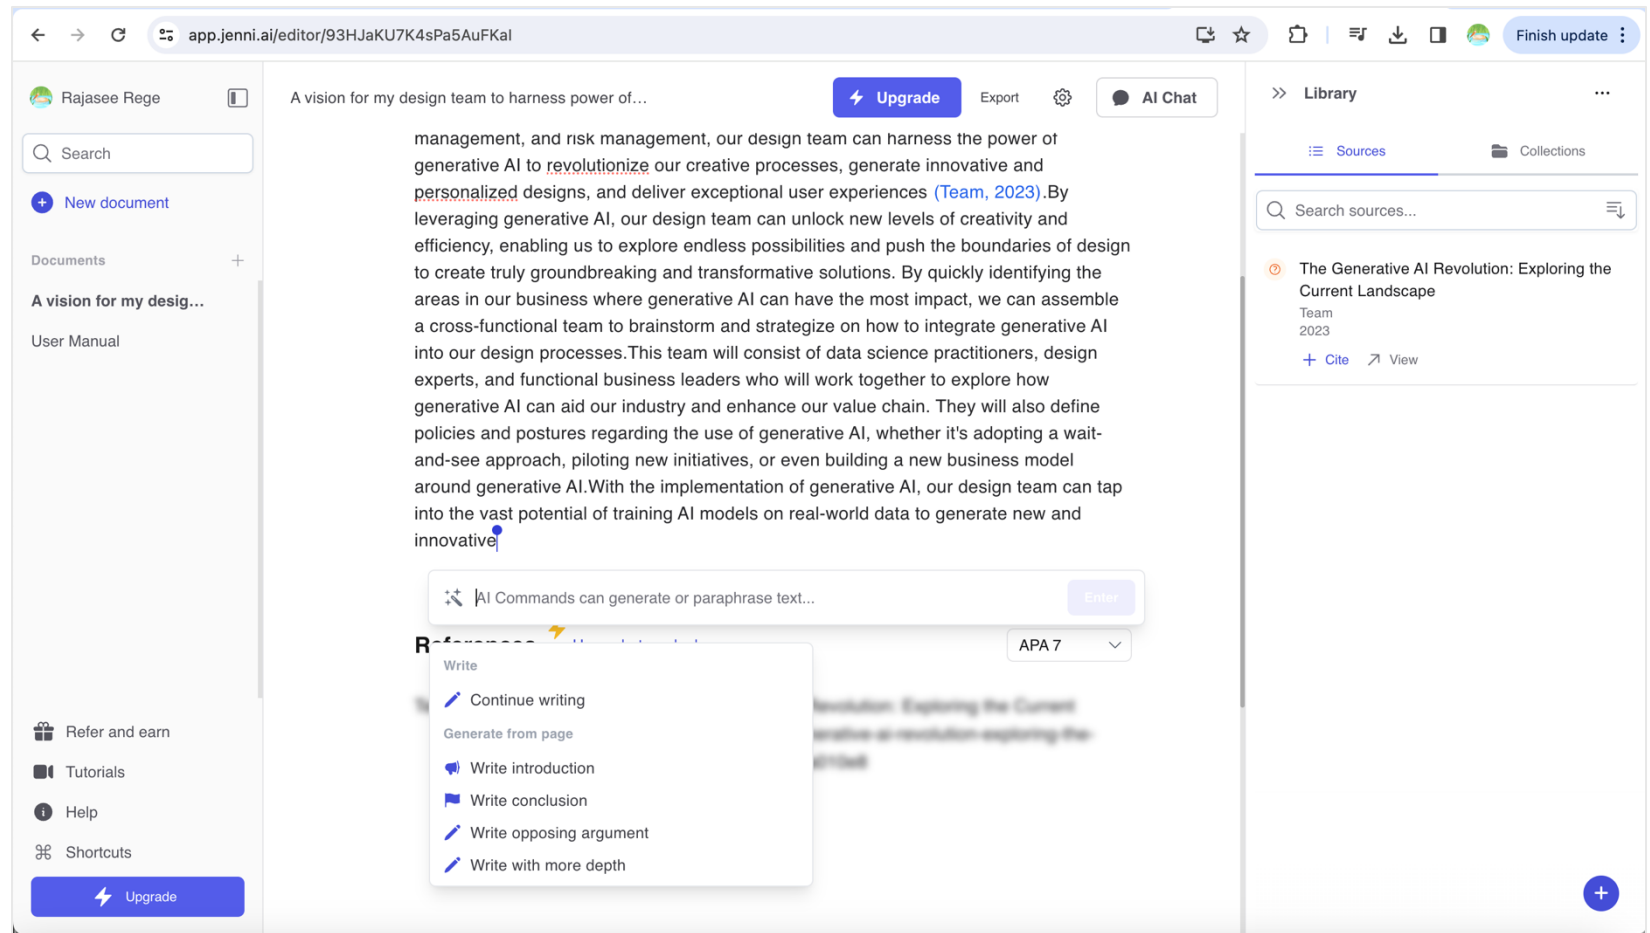 app.jenni.ai/editor/93HJaKU7K4sPa5AuFKal
Finish update
Rajasee Rege
Search
New document
Documents
A vision for my desig...
User Manual
Refer and earn
Tutorials
Help
Shortcuts
Upgrade
A vision for my design team to harness power of...
Upgrade
Export
AI Chat
management, and risk management, our design team can harness the power of
generative AI to revolutionize our creative processes, generate innovative and
personalized designs, and deliver exceptional user experiences (Team, 2023).By
leveraging generative AI, our design team can unlock new levels of creativity and
efficiency, enabling us to explore endless possibilities and push the boundaries of design
to create truly groundbreaking and transformative solutions. By quickly identifying the
areas in our business where generative AI can have the most impact, we can assemble
a cross-functional team to brainstorm and strategize on how to integrate generative AI
into our design processes.This team will consist of data science practitioners, design
experts, and functional business leaders who will work together to explore how
generative AI can aid our industry and enhance our value chain. They will also define
policies and postures regarding the use of generative AI, whether it's adopting a wait-
and-see approach, piloting new initiatives, or even building a new business model
around generative AI.With the implementation of generative AI, our design team can tap
into the vast potential of training AI models on real-world data to generate new and
innovative
AI Commands can generate or paraphrase text...
Enter
References
APA 7
Write
Continue writing
Generate from page
Write introduction
Write conclusion
Write opposing argument
Write with more depth
Revolution: Exploring the Current
erative-ai-revolution-exploring-the-
Library
Sources
Collections
Search sources...
The Generative AI Revolution: Exploring the
Current Landscape
Team
2023
Cite
View